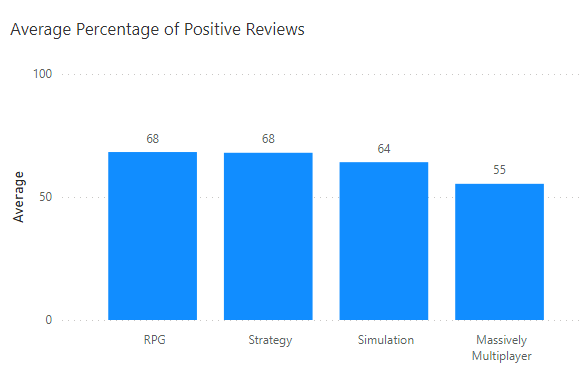 Average Percentage of Positive Reviews
100
50
0
Average
68
68
64
55
RPG
Strategy
Simulation
Massively
Multiplayer